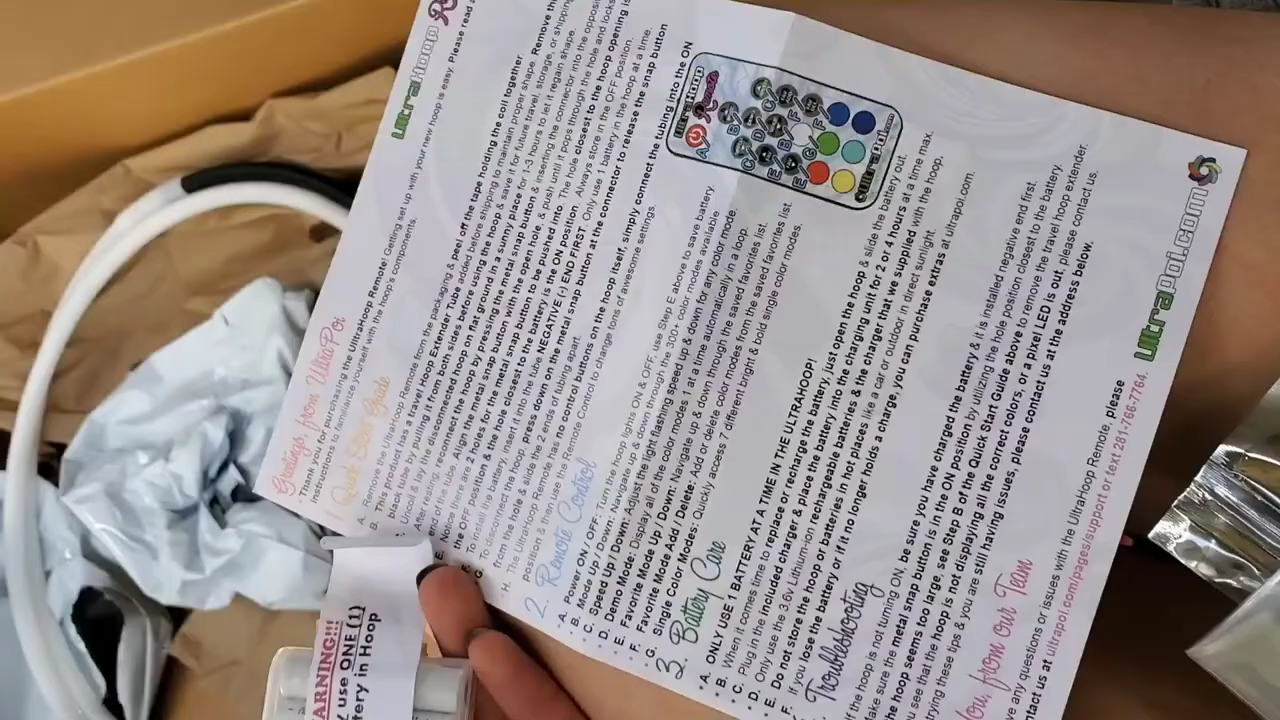 UltraHoop Remote
Greetings from UltraPoi
Thank you for purchasing the UltraHoop Remote! Getting set up with your new hoop is easy. Please read
instructions to familiarize yourself with the hoop's components.
1 Quick Start Guide
A. Remove the UltraHoop Remote from the packaging & peel off the tape holding the coil together.
B. This product has a travel Hoop Extender Tube added before shipping to maintain proper shape. Remove
black tube by pulling it from both sides before using the hoop & save it for future travel, storage, or shipping
Uncoil & lay the disconnected hoop on flat ground in a sunny place for 1-3 hours to let it regain shape.
After resting, reconnect the hoop by pressing the metal snap button & inserting the connector into the
of the tube. Align the metal snap button with the open hole, & push until it pops through the hole and locks
E. Notice there are 2 holes for the metal snap button to be pushed into. The hole closest to the hoop opening is
the OFF position & the hole closest to the battery is the ON position. Always store in the OFF position.
F. To install the battery, insert it into the tube NEGATIVE (-) END FIRST. Only use 1 battery in the hoop at a time.
G. To disconnect the hoop, press down on the metal snap button at the connector to release the snap button
from the hole & slide the 2 ends of tubing apart.
H. The UltraHoop Remote has no control buttons on the hoop itself, simply connect the tubing into the ON
position & then use the Remote Control to change tons of awesome settings.
2. Remote Control
A. Power ON / OFF: Turn the hoop lights ON & OFF, use Step E above to save battery.
B. Mode Up / Down: Navigate up & down through the 300+ color modes available
C. Speed Up / Down: Adjust the light flashing speed up & down for any color mode.
D. Demo Mode: Display all of the color modes 1 at a time automatically in a loop.
E. Favorite Mode Up / Down: Navigate up & down through the saved favorites list.
F. Favorite Mode Add / Delete: Add or delete color modes from the saved favorites list.
G. Single Color Modes: Quickly access 7 different bright & bold single color modes.
UltraHoop
Remote
A
B
C
C
D
B
F
E
E
G
F
UltraPoi.com
3. Battery Care
A. ONLY USE 1 BATTERY AT A TIME IN THE ULTRAHOOP!
B. When it comes time to replace or recharge the battery, just open the hoop & slide the battery out.
C. Plug in the included charger & place the battery into the charging unit for 2 or 4 hours at a time max.
D. Only use the 3.6v Lithium-ion rechargeable batteries & the charger that we supplied with the hoop.
E. Do not store the hoop or batteries in hot places like a car or outdoor in direct sunlight.
F. If you lose the battery or if it no longer holds a charge, you can purchase extras at ultrapoi.com.
Troubleshooting
If the hoop is not turning ON, be sure you have charged the battery & it is installed negative end first.
ake sure the metal snap button is in the ON position by utilizing the hole position closest to the battery.
the hoop seems too large, see Step B of the Quick Start Guide above to remove the travel hoop extender.
you see that the hoop is not displaying all the correct colors, or a pixel LED is out, please contact us.
trying these tips & you are still having issues, please contact us at the address below.
You, from our Team
ave any questions or issues with the UltraHoop Remote, please
ntact us at ultrapoi.com/pages/support or text 281-766-7764.
Ultrapoi.com
ARNING!!!
y use ONE (1)
tery in Hoop